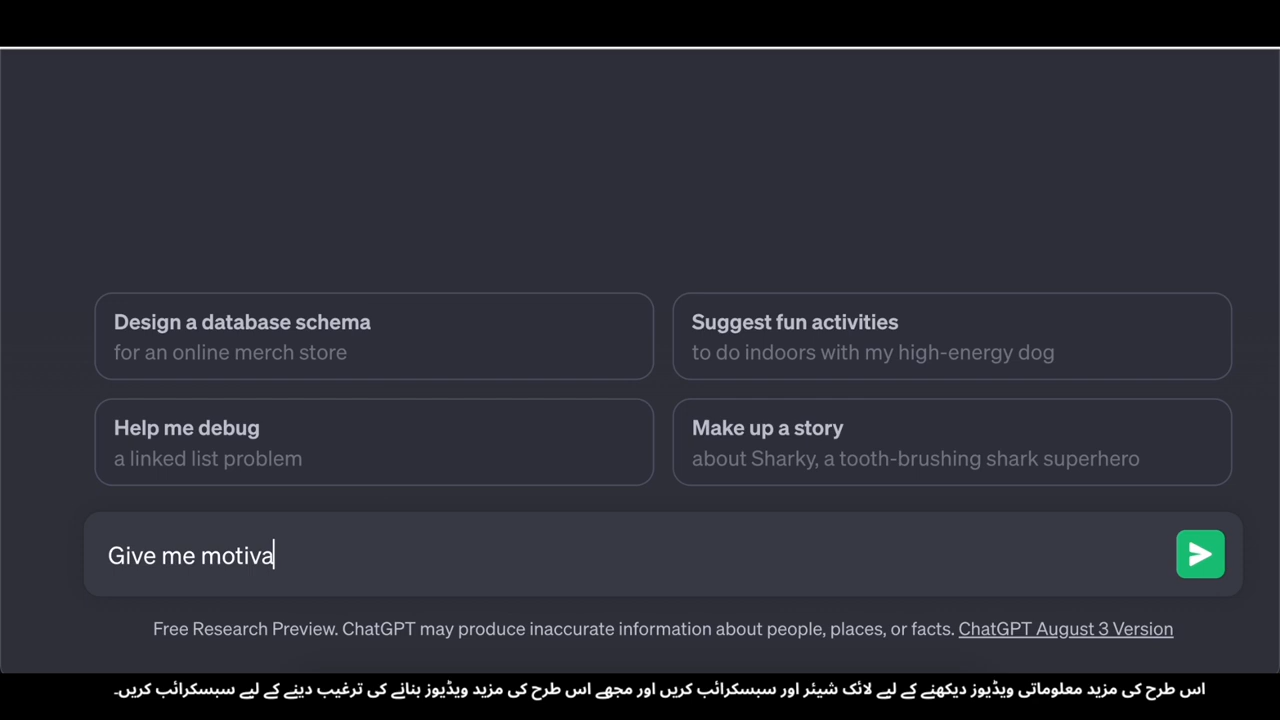 Design a database schema
for an online merch store
Suggest fun activities
to do indoors with my high-energy dog
Help me debug
a linked list problem
Make up a story
about Sharky, a tooth-brushing shark superhero
Give me motiva
Free Research Preview. ChatGPT may produce inaccurate information about people, places, or facts. ChatGPT August 3 Version
اس طرح کی مزید معلوماتی ویڈیوز دیکھنے کے لیے لائک شیئر اور سبسکرائب کریں اور مجھے اس طرح کی مزید ویڈیوز بنانے کی ترغیب دینے کے لیے سبسکرائب کریں۔